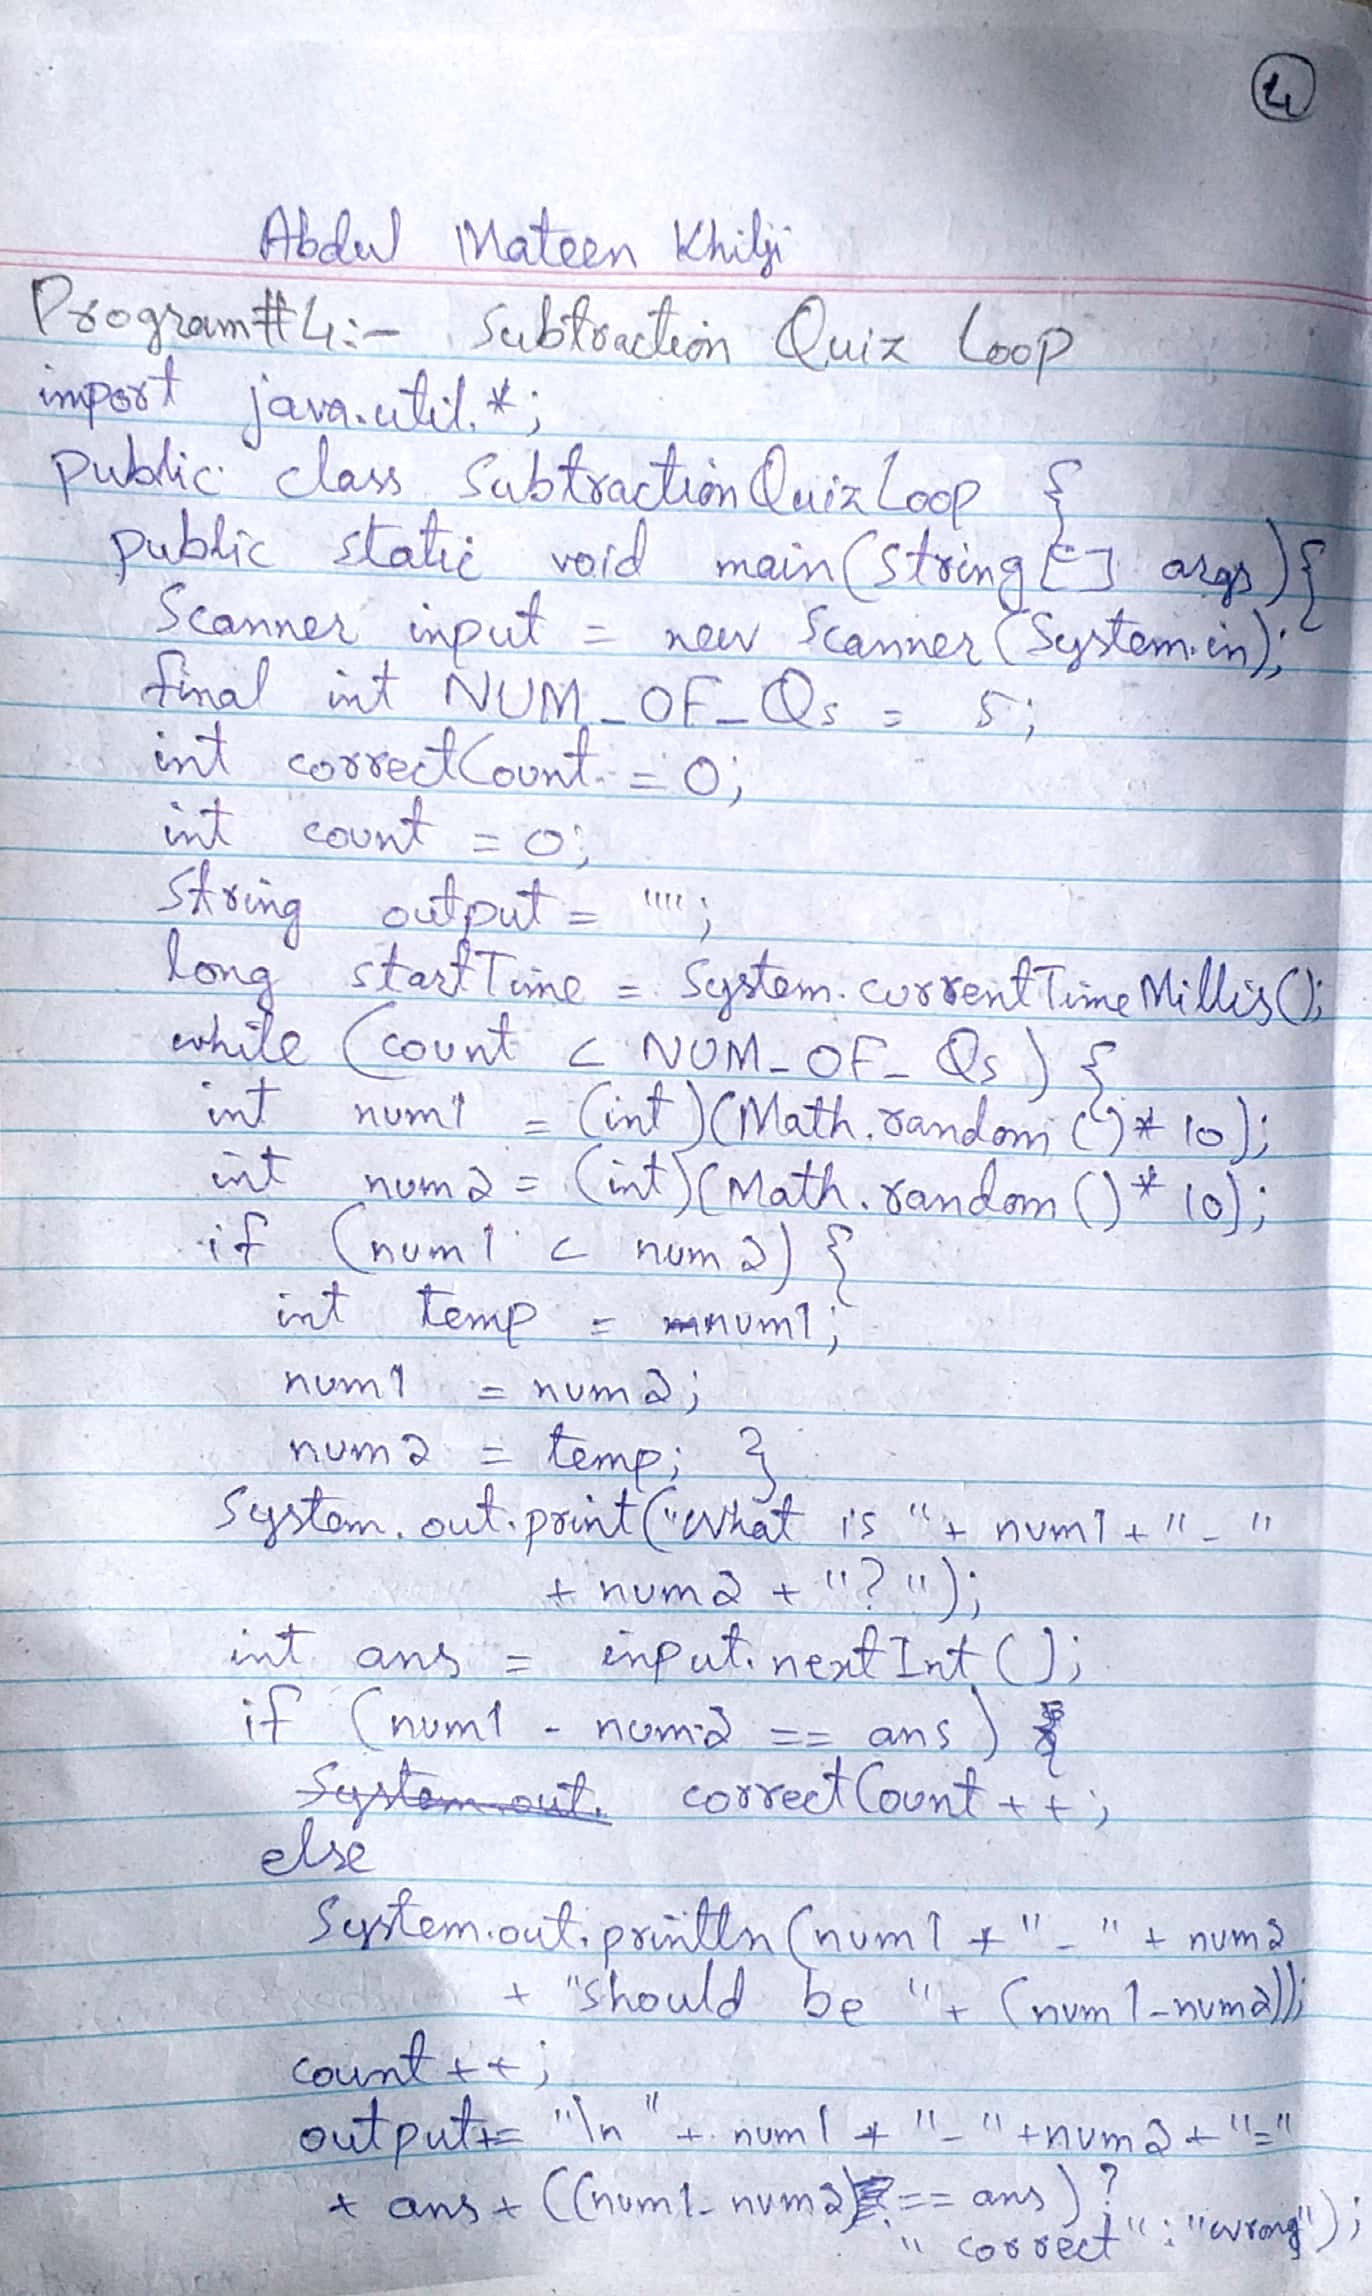 4
Abdul Mateen Khilji
Program#4:- Subtraction Quiz Loop
import java.util.*;
public class SubtractionQuizLoop {
public static void main(String[] args){
Scanner input = new Scanner(System.in);
final int NUM_OF_Qs = 5;
int correctCount = 0;
int count = 0;
String output = "";
long startTime = System.currentTimeMillis();
while (count < NUM_OF_Qs) {
int num1 = (int)(Math.random()*10);
int num2 = (int)(Math.random()*10);
if (num1 < num2) {
int temp = num1;
num1 = num2;
num2 = temp; }
System.out.print("What is "+ num1+"-"
+ num2 + "?");
int ans = input.nextInt();
if (num1 - num2 == ans)
System.out. correctCount++;
else
System.out.println(num1 + "-" + num2
+ "should be "+ (num1-num2));
count++;
output+= "\n" + num1 + "-" +num2 + "="
+ ans + ((num1-num2) == ans)?
"correct" : "wrong");